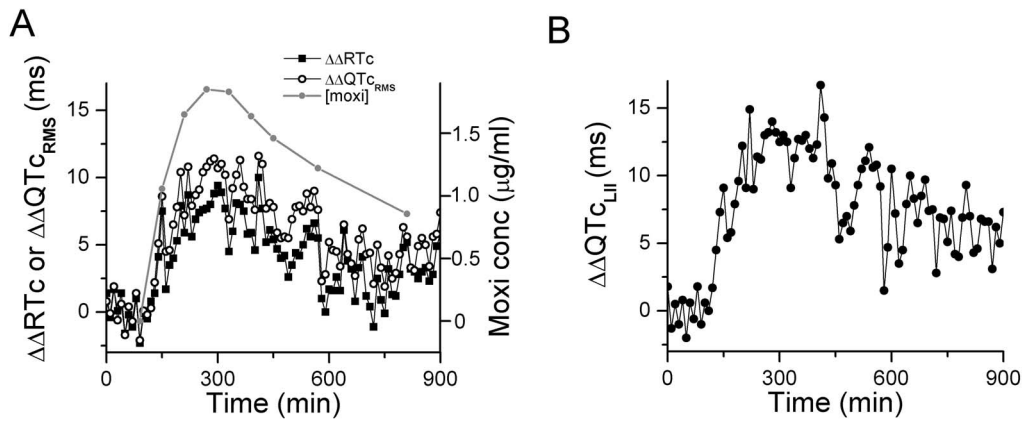 A
ΔΔRTc
ΔΔQTcRMS
[moxi]
ΔΔRTc or ΔΔQTcRMS (ms)
15
10
5
0
1.5
1.0
0.5
0
Moxi conc (μg/ml)
0 300 600 900
Time (min)
B
ΔΔQTcLII (ms)
15
10
5
0
0 300 600 900
Time (min)